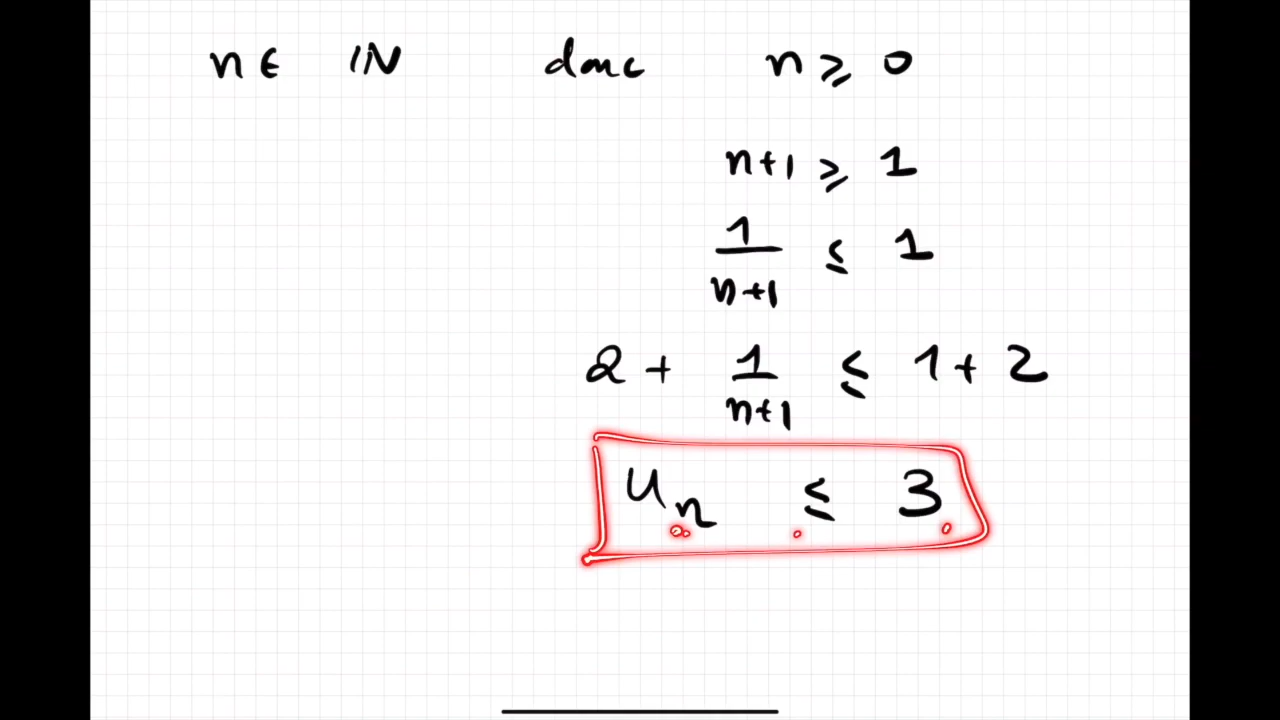 n ∈ ℕ donc n ⩾ 0
n+1 ⩾ 1
1/(n+1) ≤ 1
2 + 1/(n+1) ≤ 1 + 2
uₙ ≤ 3